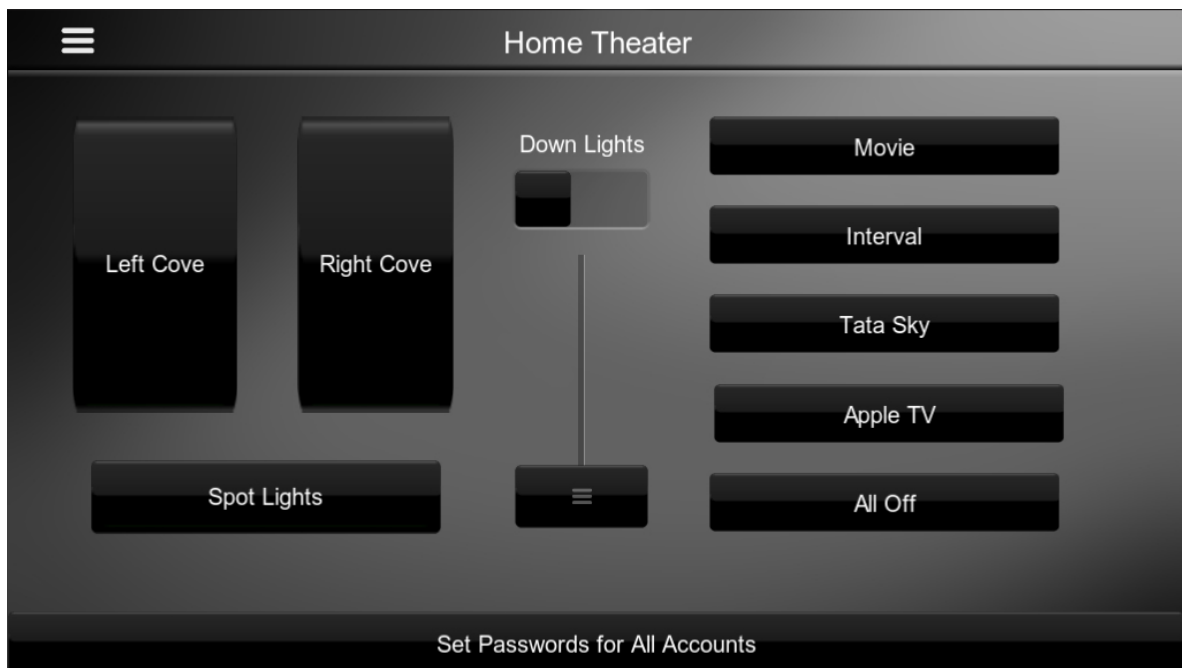 Home Theater
Left Cove
Right Cove
Spot Lights
Down Lights
Movie
Interval
Tata Sky
Apple TV
All Off
Set Passwords for All Accounts